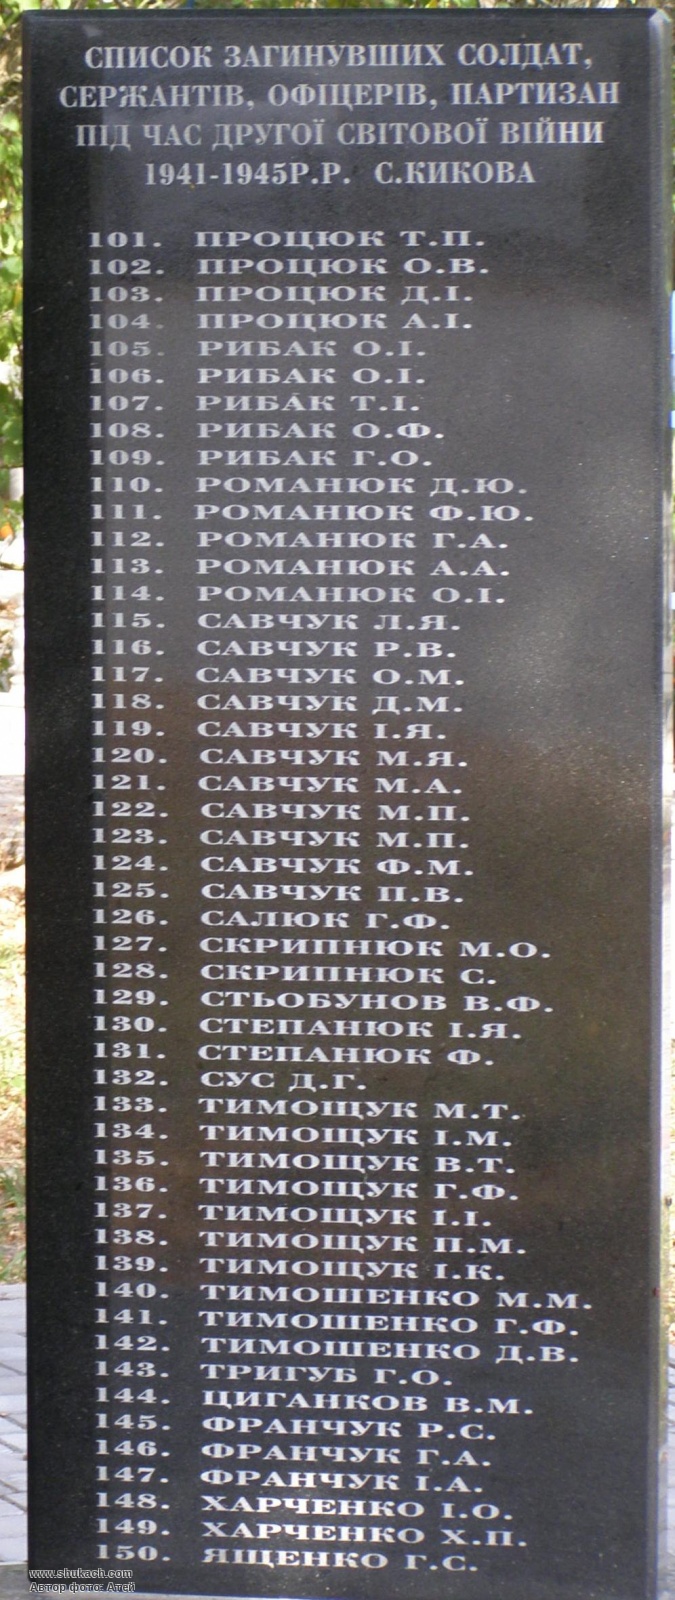 СПИСОК ЗАГИНУВШИХ СОЛДАТ,
СЕРЖАНТІВ, ОФІЦЕРІВ, ПАРТИЗАН
ПІД ЧАС ДРУГОЇ СВІТОВОЇ ВІЙНИ
1941-1945Р.Р. С.КИКОВА
101. ПРОЦЮК Т.П.
102. ПРОЦЮК О.В.
103. ПРОЦЮК Д.І.
104. ПРОЦЮК А.І.
105. РИБАК О.І.
106. РИБАК О.І.
107. РИБАК Т.І.
108. РИБАК О.Ф.
109. РИБАК Г.О.
110. РОМАНЮК Д.Ю.
111. РОМАНЮК Ф.Ю.
112. РОМАНЮК Г.А.
113. РОМАНЮК А.А.
114. РОМАНЮК О.І.
115. САВЧУК Л.Я.
116. САВЧУК Р.В.
117. САВЧУК О.М.
118. САВЧУК Д.М.
119. САВЧУК І.Я.
120. САВЧУК М.Я.
121. САВЧУК М.А.
122. САВЧУК М.П.
123. САВЧУК М.П.
124. САВЧУК Ф.М.
125. САВЧУК П.В.
126. САЛЮК Г.Ф.
127. СКРИПНЮК М.О.
128. СКРИПНЮК С.
129. СТЬОБУНОВ В.Ф.
130. СТЕПАНЮК І.Я.
131. СТЕПАНЮК Ф.
132. СУС Д.Г.
133. ТИМОЩУК М.Т.
134. ТИМОЩУК І.М.
135. ТИМОЩУК В.Т.
136. ТИМОЩУК Г.Ф.
137. ТИМОЩУК І.І.
138. ТИМОЩУК П.М.
139. ТИМОЩУК І.К.
140. ТИМОШЕНКО М.М.
141. ТИМОШЕНКО Г.Ф.
142. ТИМОШЕНКО Д.В.
143. ТРИГУБ Г.О.
144. ЦИГАНКОВ В.М.
145. ФРАНЧУК Р.С.
146. ФРАНЧУК Г.А.
147. ФРАНЧУК І.А.
148. ХАРЧЕНКО І.О.
149. ХАРЧЕНКО Х.П.
150. ЯЩЕНКО Г.С.
www.shukach.com
Автор фото: Атей